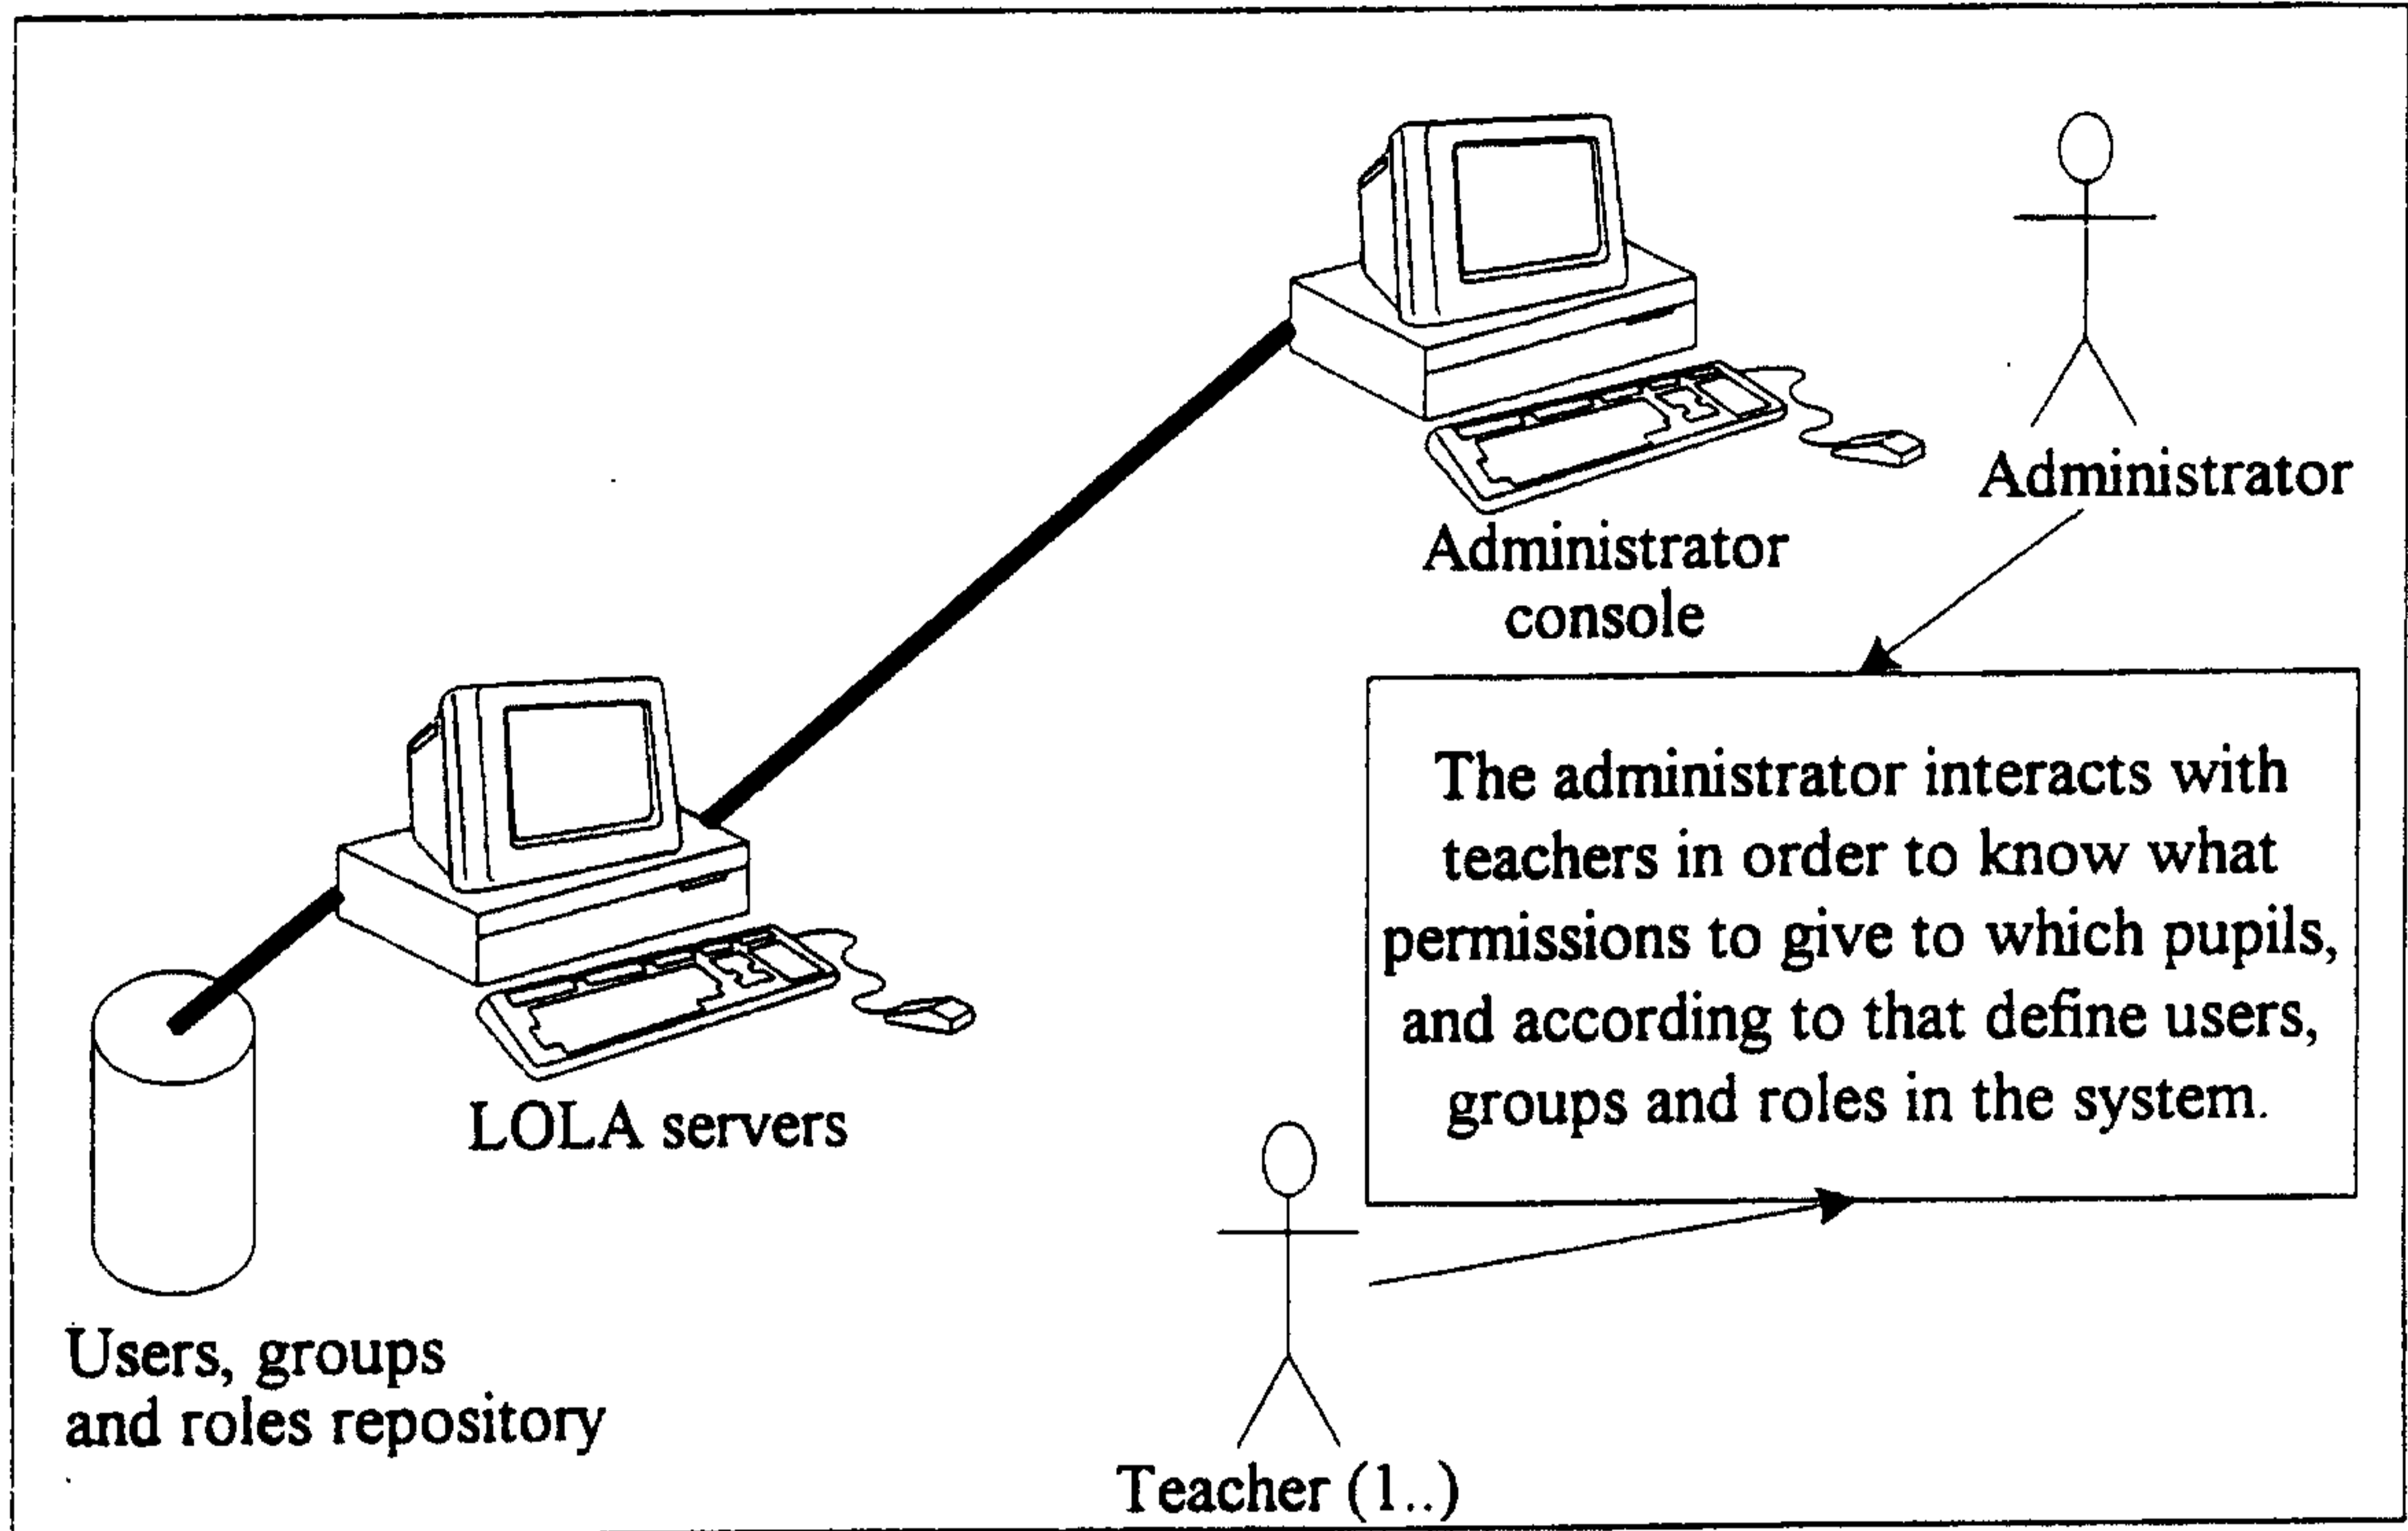 Administrator
Administrator
console
The administrator interacts with
teachers in order to know what
permissions to give to which pupils,
and according to that define users,
groups and roles in the system.
LOLA servers
Users, groups
and roles repository
Teacher (1..)